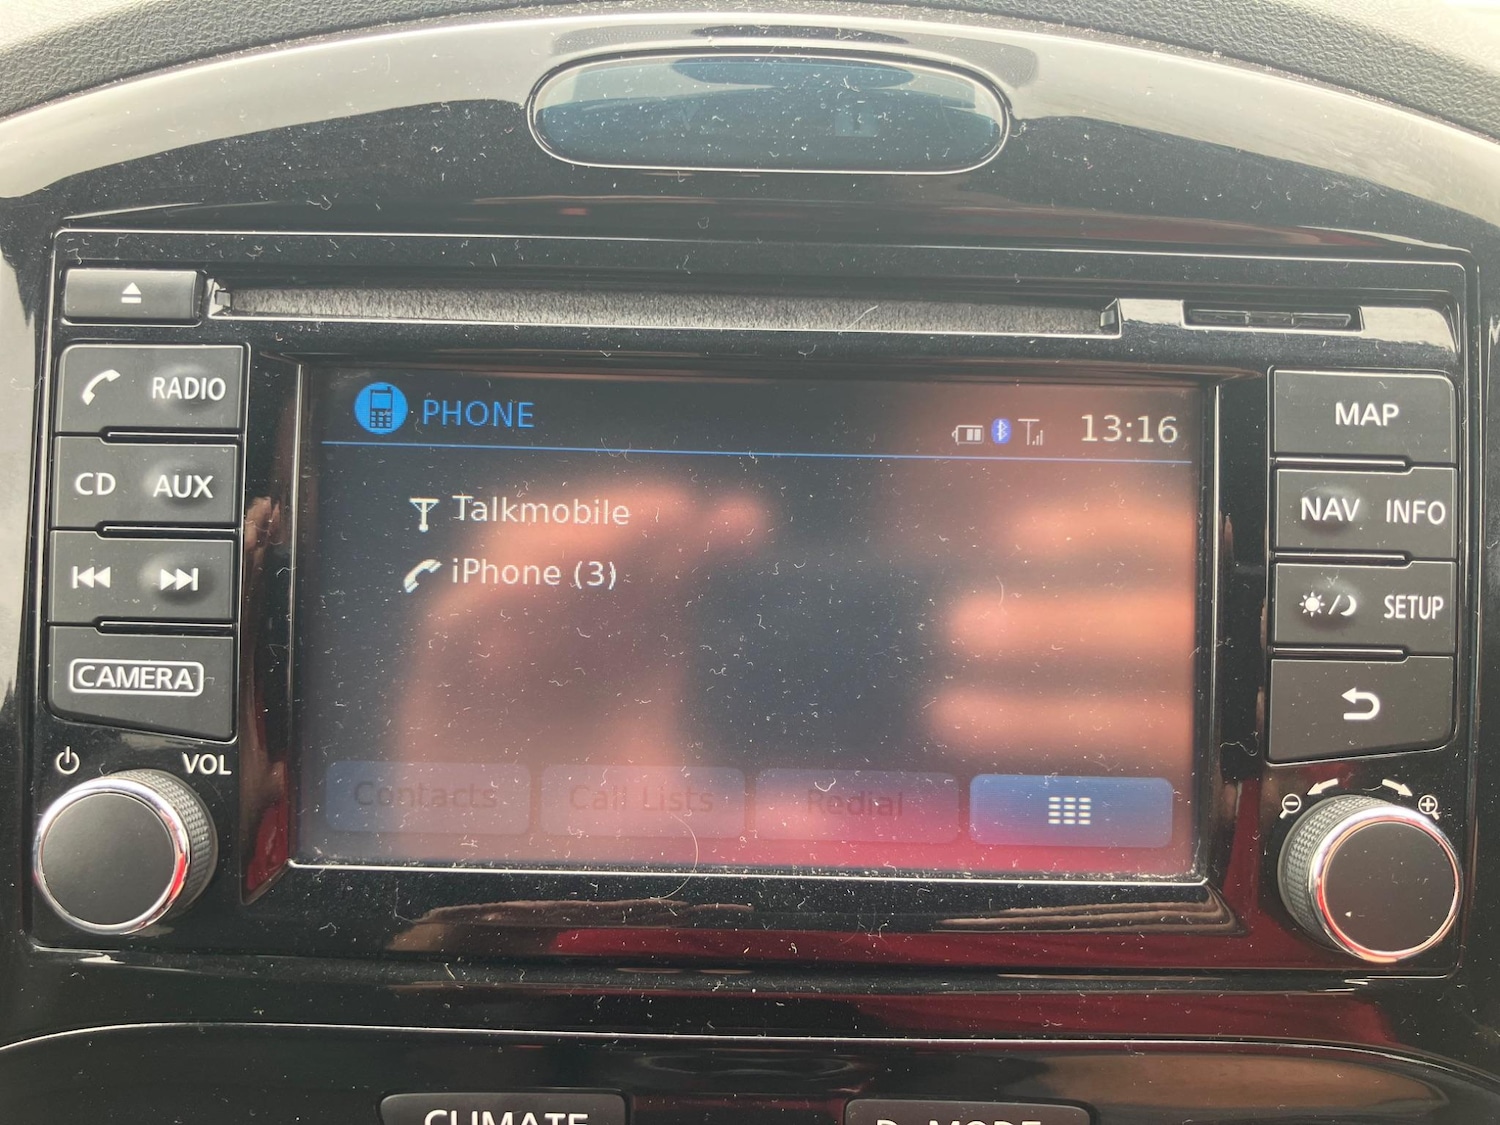 PHONE
13:16
RADIO
CD AUX
CAMERA
VOL
Talkmobile
iPhone (3)
Contacts
Call Lists
Redial
MAP
NAV INFO
SETUP
CLIMATE
D-MODE